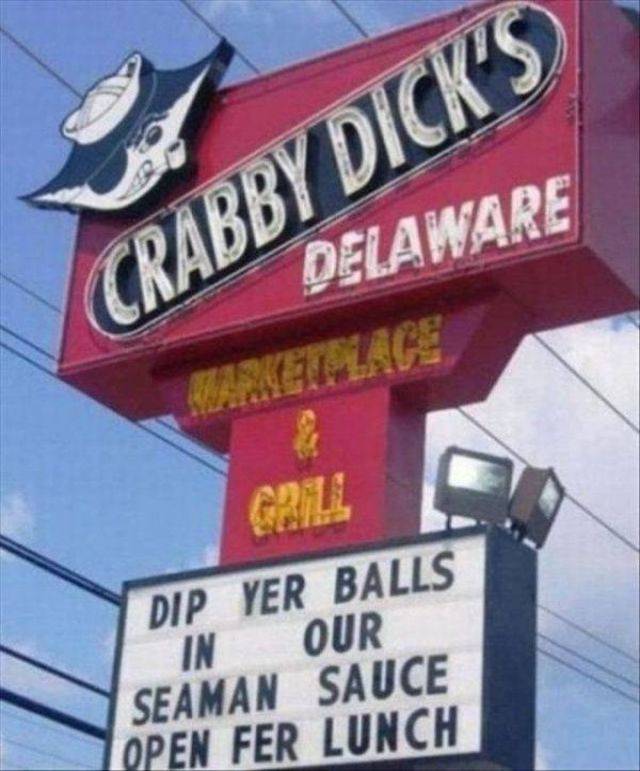 CRABBY DICK'S
DELAWARE
MARKETPLACE
&
GRILL
DIP YER BALLS
IN OUR
SEAMAN SAUCE
OPEN FER LUNCH